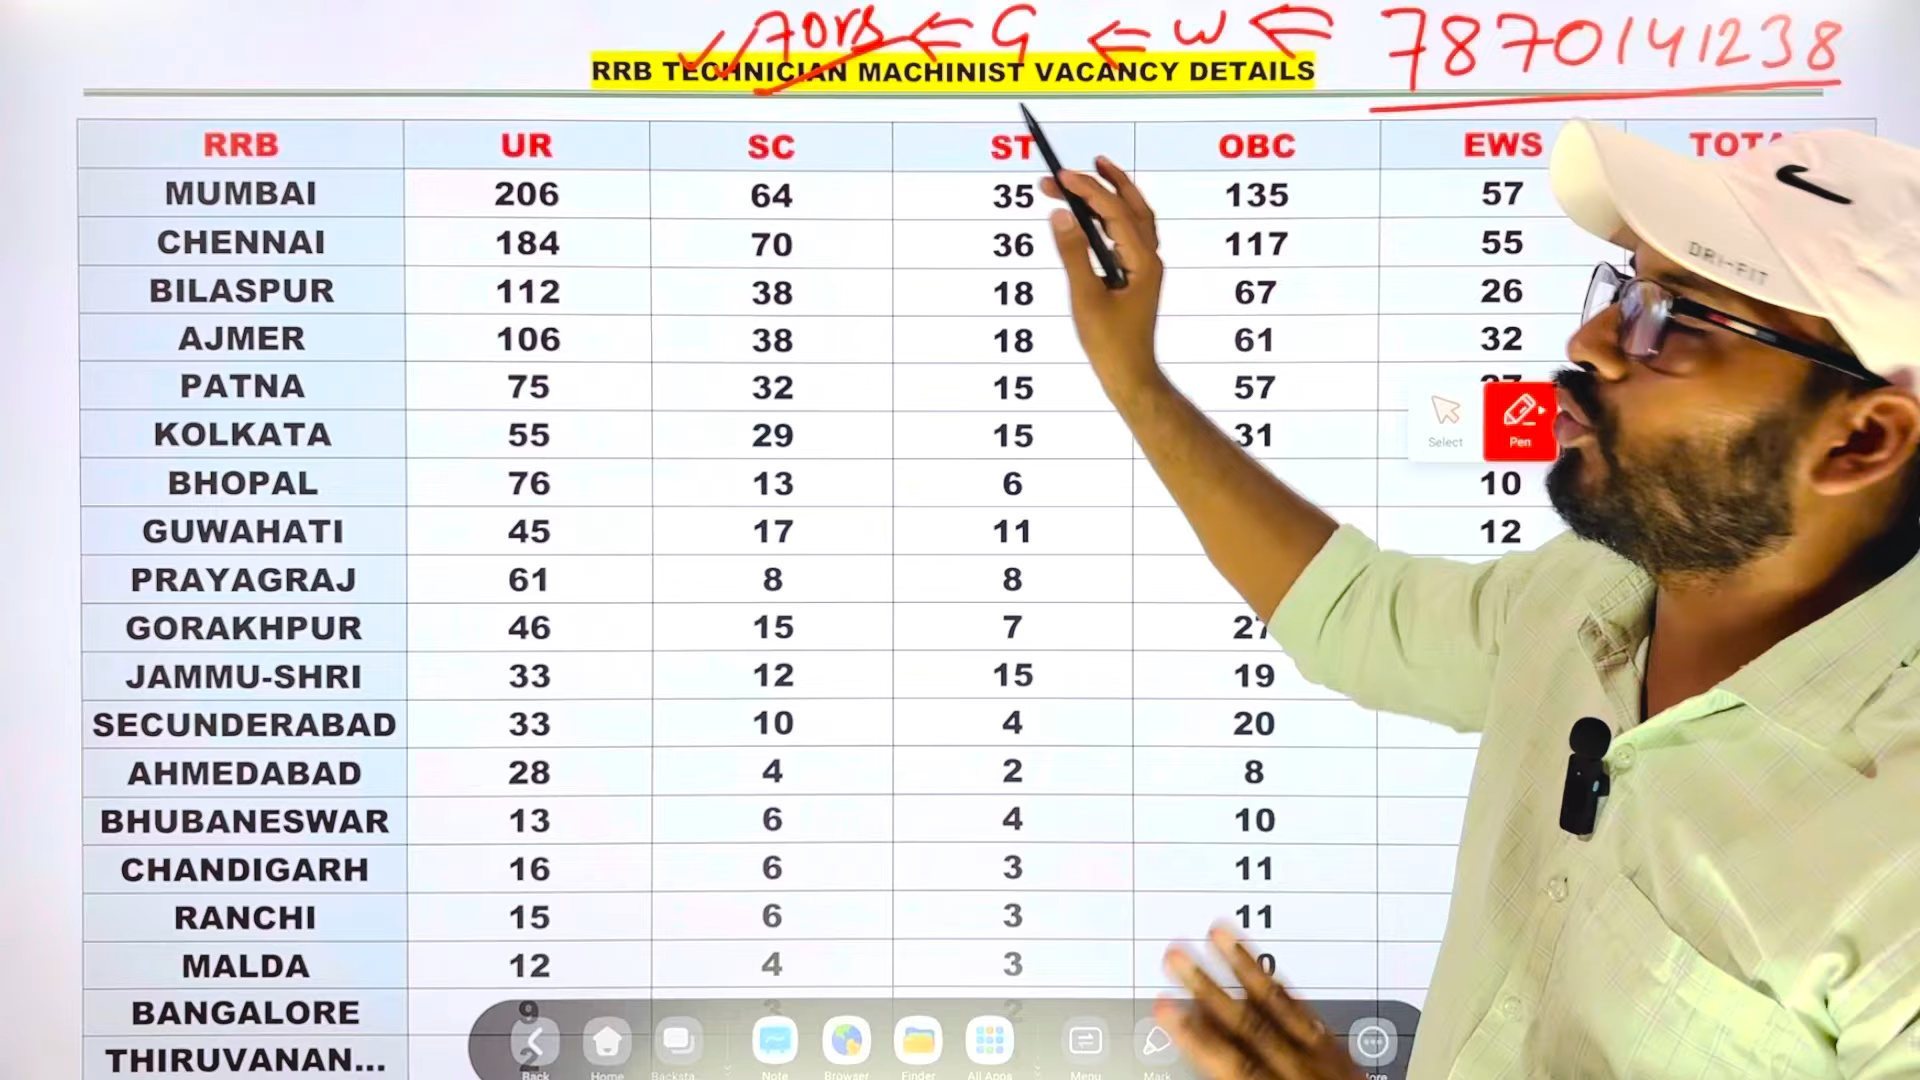 ← G ← W ← 7870141238
RRB TECHNICIAN MACHINIST VACANCY DETAILS
RRB UR SC ST OBC EWS
MUMBAI 206 64 35 135 57
CHENNAI 184 70 36 117 55
BILASPUR 112 38 18 67 26
AJMER 106 38 18 61 32
PATNA 75 32 15 57
KOLKATA 55 29 15 31
BHOPAL 76 13 6 10
GUWAHATI 45 17 11 12
PRAYAGRAJ 61 8 8
GORAKHPUR 46 15 7 27
JAMMU-SHRI 33 12 15 19
SECUNDERABAD 33 10 4 20
AHMEDABAD 28 4 2 8
BHUBANESWAR 13 6 4 10
CHANDIGARH 16 6 3 11
RANCHI 15 6 3 11
MALDA 12 4 3
BANGALORE 9 3 2
THIRUVANAN... 2
DRI-FIT
Select Pen
Back Home Backsta... Note Browser Finder All Apps Menu Mark